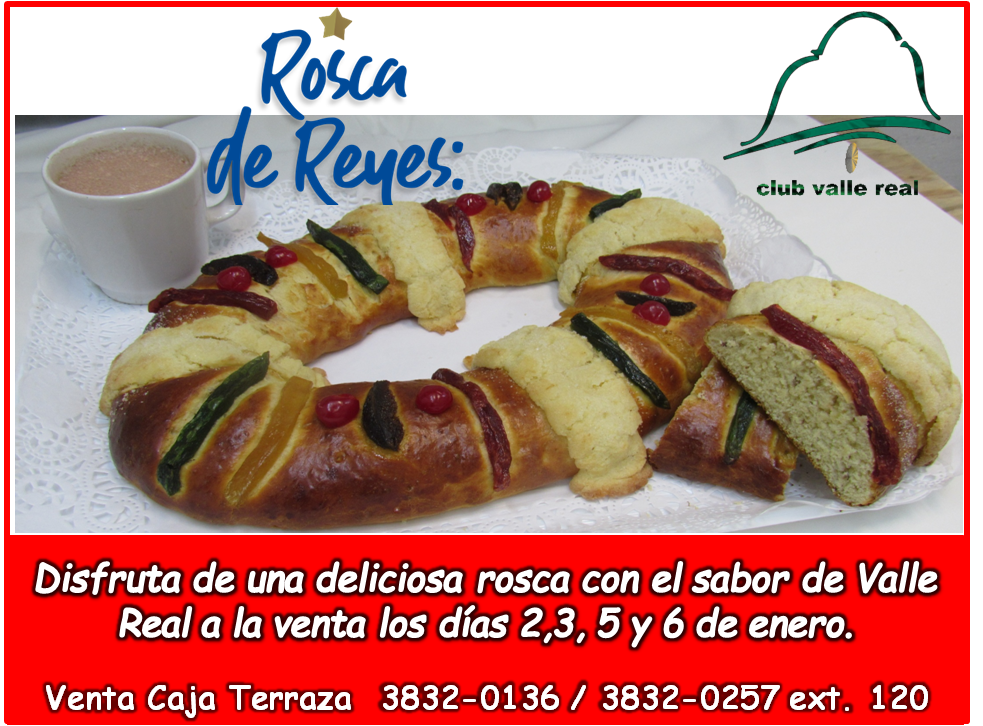 Rosca
de Reyes:
club valle real
Disfruta de una deliciosa rosca con el sabor de Valle
Real a la venta los días 2,3, 5 y 6 de enero.
Venta Caja Terraza 3832-0136 / 3832-0257 ext. 120